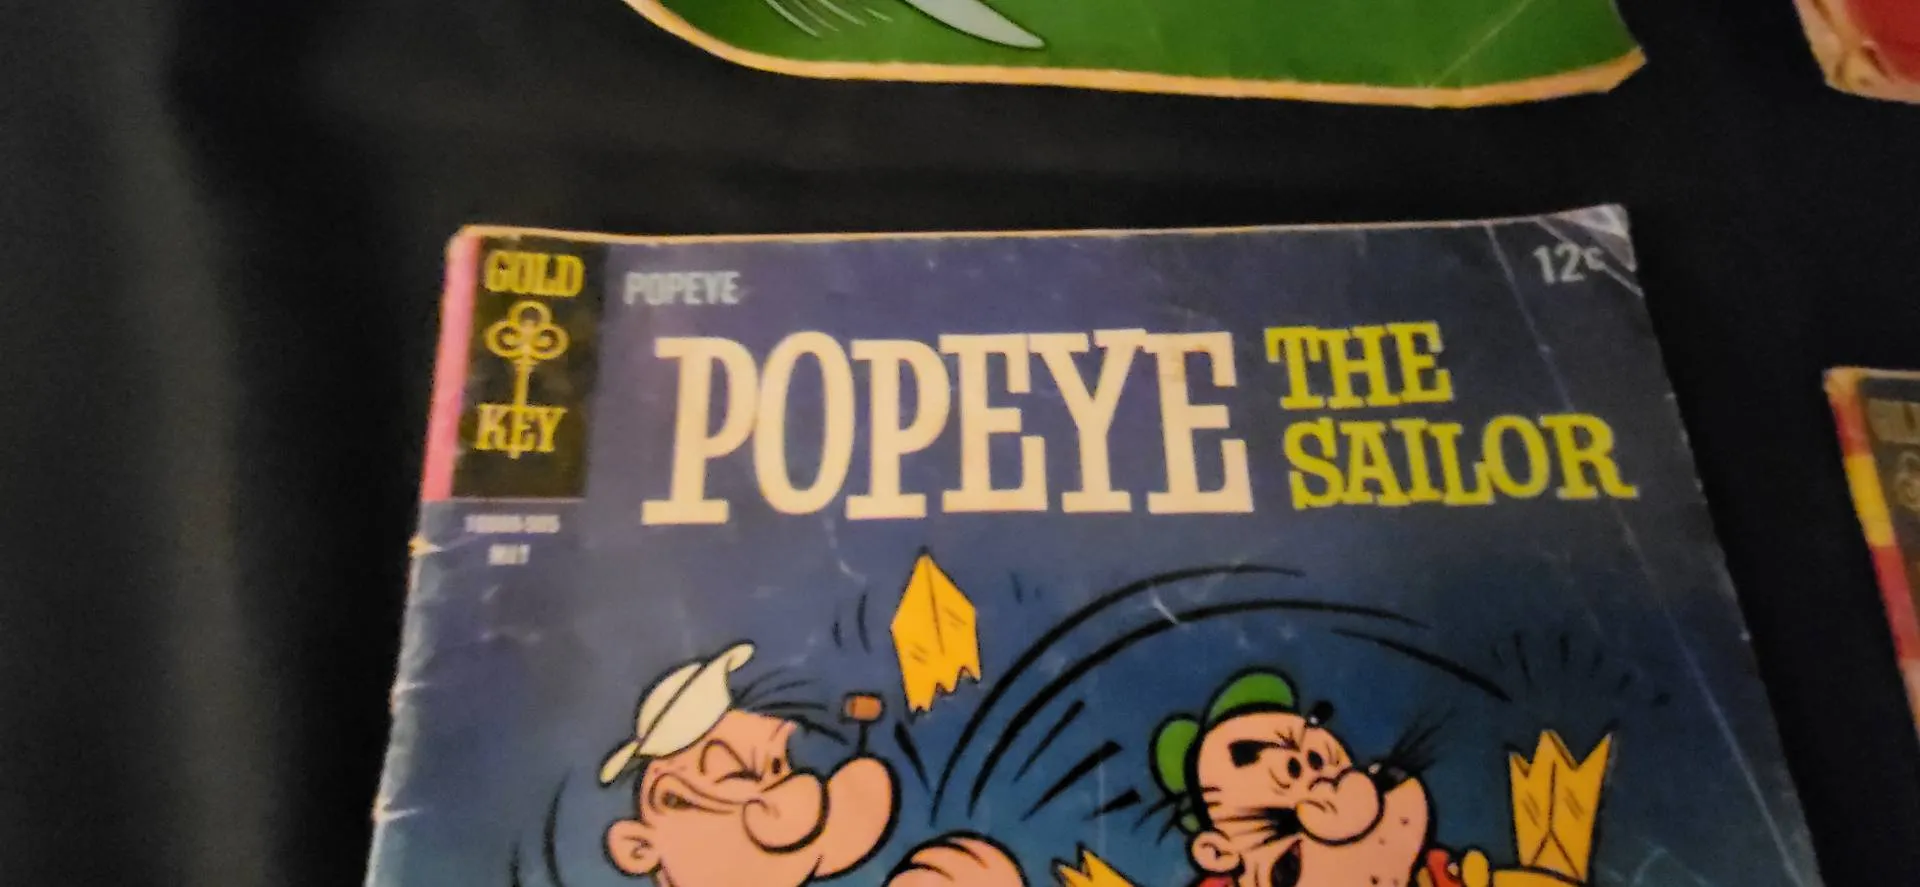 GOLD
KEY
POPEYE
12¢
POPEYE THE
SAILOR
MAY